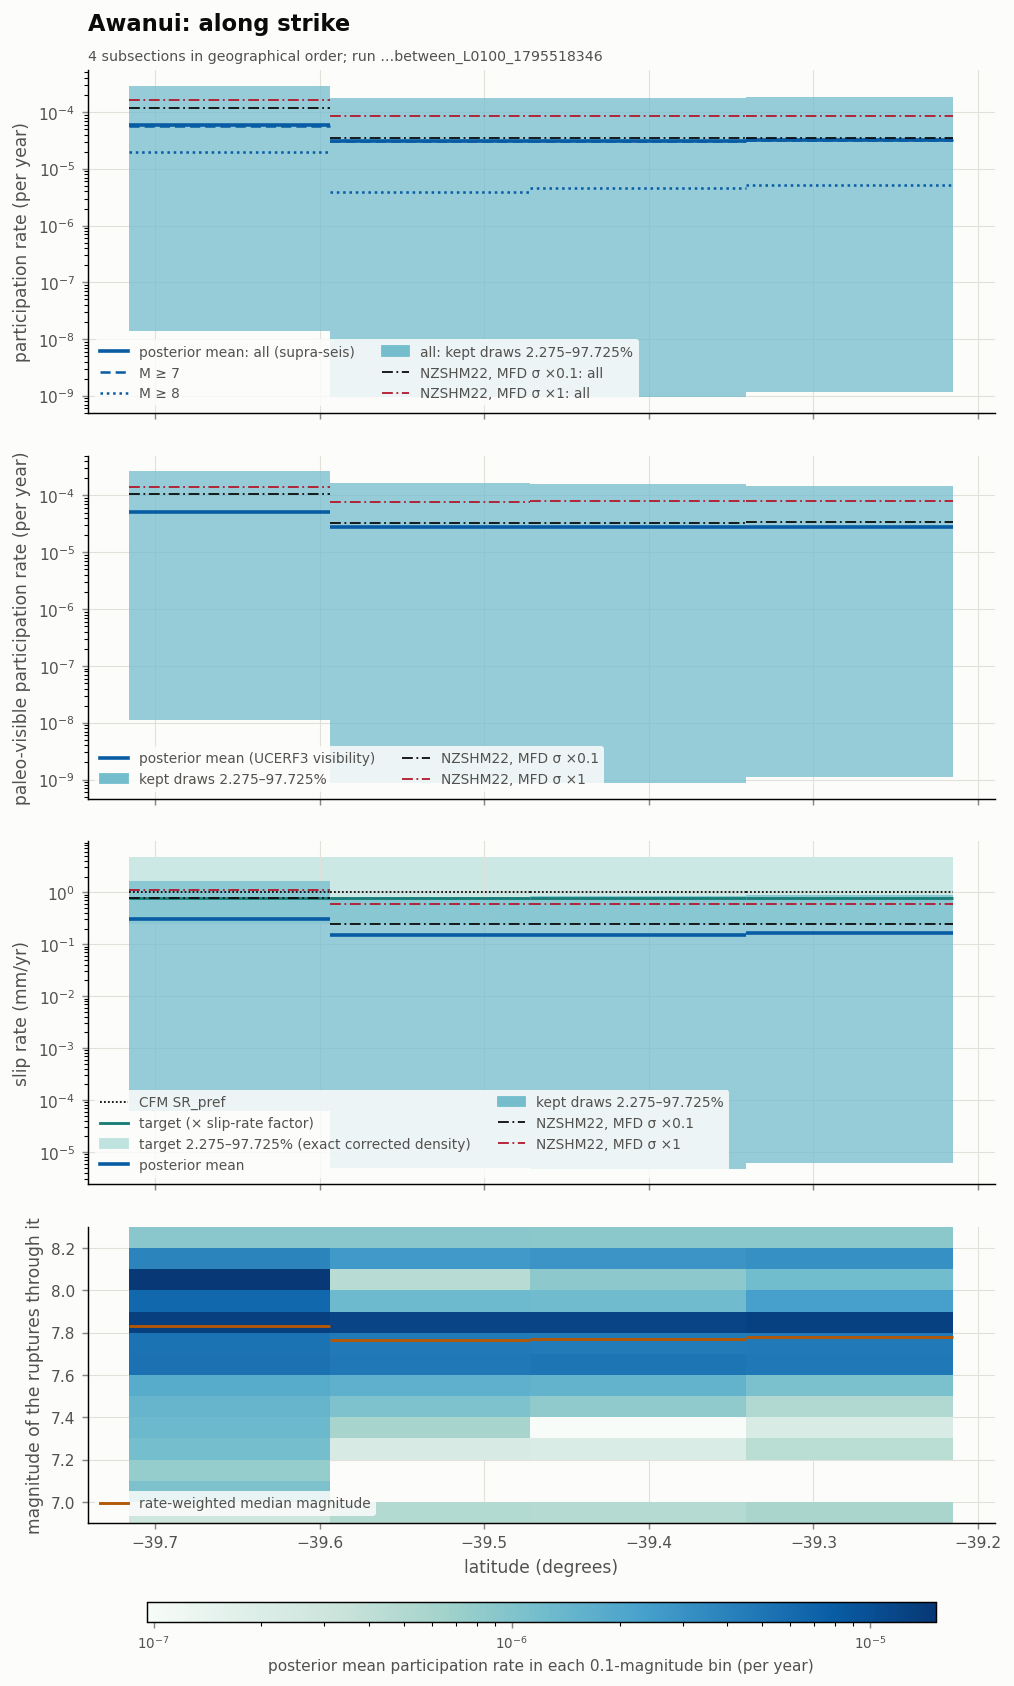 Awanui: along strike
4 subsections in geographical order; run ...between_L0100_1795518346
participation rate (per year)
10⁻⁴
10⁻⁵
10⁻⁶
10⁻⁷
10⁻⁸
10⁻⁹
posterior mean: all (supra-seis)
M ≥ 7
M ≥ 8
all: kept draws 2.275–97.725%
NZSHM22, MFD σ ×0.1: all
NZSHM22, MFD σ ×1: all
paleo-visible participation rate (per year)
10⁻⁴
10⁻⁵
10⁻⁶
10⁻⁷
10⁻⁸
10⁻⁹
posterior mean (UCERF3 visibility)
kept draws 2.275–97.725%
NZSHM22, MFD σ ×0.1
NZSHM22, MFD σ ×1
slip rate (mm/yr)
10⁰
10⁻¹
10⁻²
10⁻³
10⁻⁴
10⁻⁵
CFM SR_pref
target (× slip-rate factor)
target 2.275–97.725% (exact corrected density)
posterior mean
kept draws 2.275–97.725%
NZSHM22, MFD σ ×0.1
NZSHM22, MFD σ ×1
magnitude of the ruptures through it
8.2
8.0
7.8
7.6
7.4
7.2
7.0
rate-weighted median magnitude
−39.7 −39.6 −39.5 −39.4 −39.3 −39.2
latitude (degrees)
10⁻⁷ 10⁻⁶ 10⁻⁵
posterior mean participation rate in each 0.1-magnitude bin (per year)